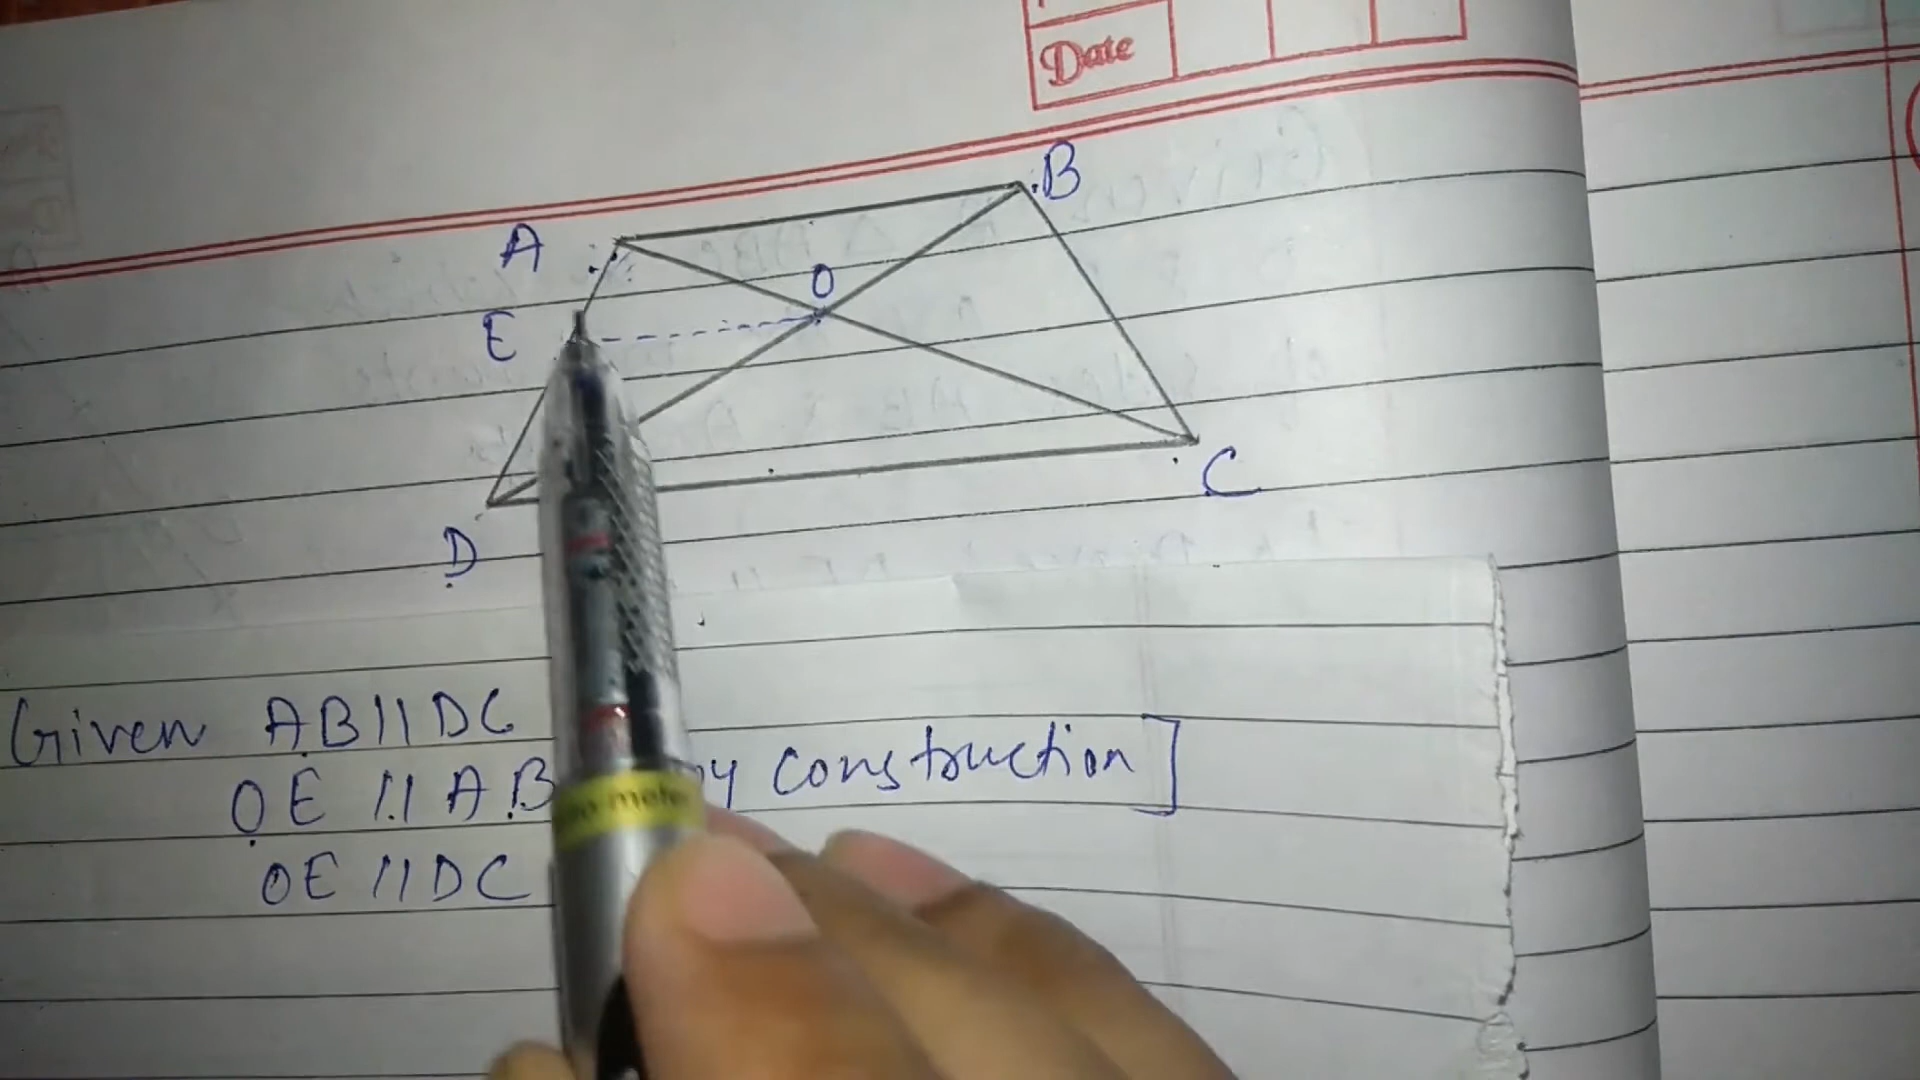 Date
B
A
O
E
C
D
Given AB || DC
OE || AB construction]
OE || DC